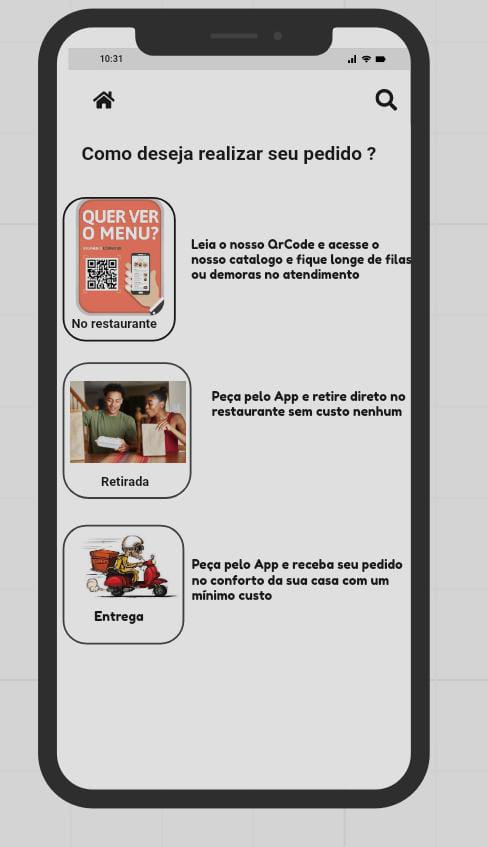 10:31
Como deseja realizar seu pedido ?
QUER VER
O MENU?
No restaurante
Leia o nosso QrCode e acesse o
nosso catalogo e fique longe de filas
ou demoras no atendimento
Retirada
Peça pelo App e retire direto no
restaurante sem custo nenhum
Entrega
Peça pelo App e receba seu pedido
no conforto da sua casa com um
mínimo custo